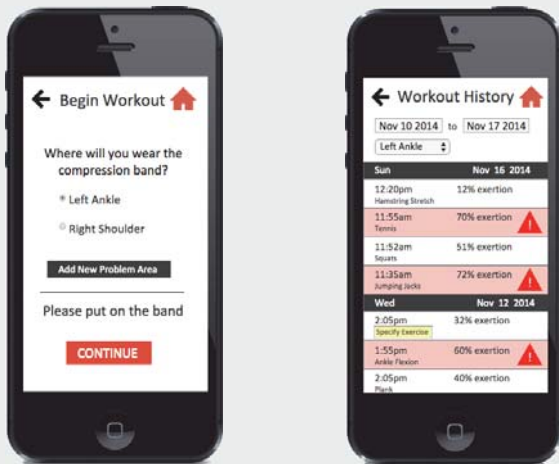 Begin Workout
Where will you wear the
compression band?
Left Ankle
Right Shoulder
Add New Problem Area
Please put on the band
CONTINUE
Workout History
Nov 10 2014 to Nov 17 2014
Left Ankle
Sun Nov 16 2014
12:20pm 12% exertion
Hamstring Stretch
11:55am 70% exertion
Tennis
11:52am 51% exertion
Squats
11:35am 72% exertion
Jumping Jacks
Wed Nov 12 2014
2:05pm 32% exertion
Specify Exercise
1:55pm 60% exertion
Ankle Flexion
2:05pm 40% exertion
Plank